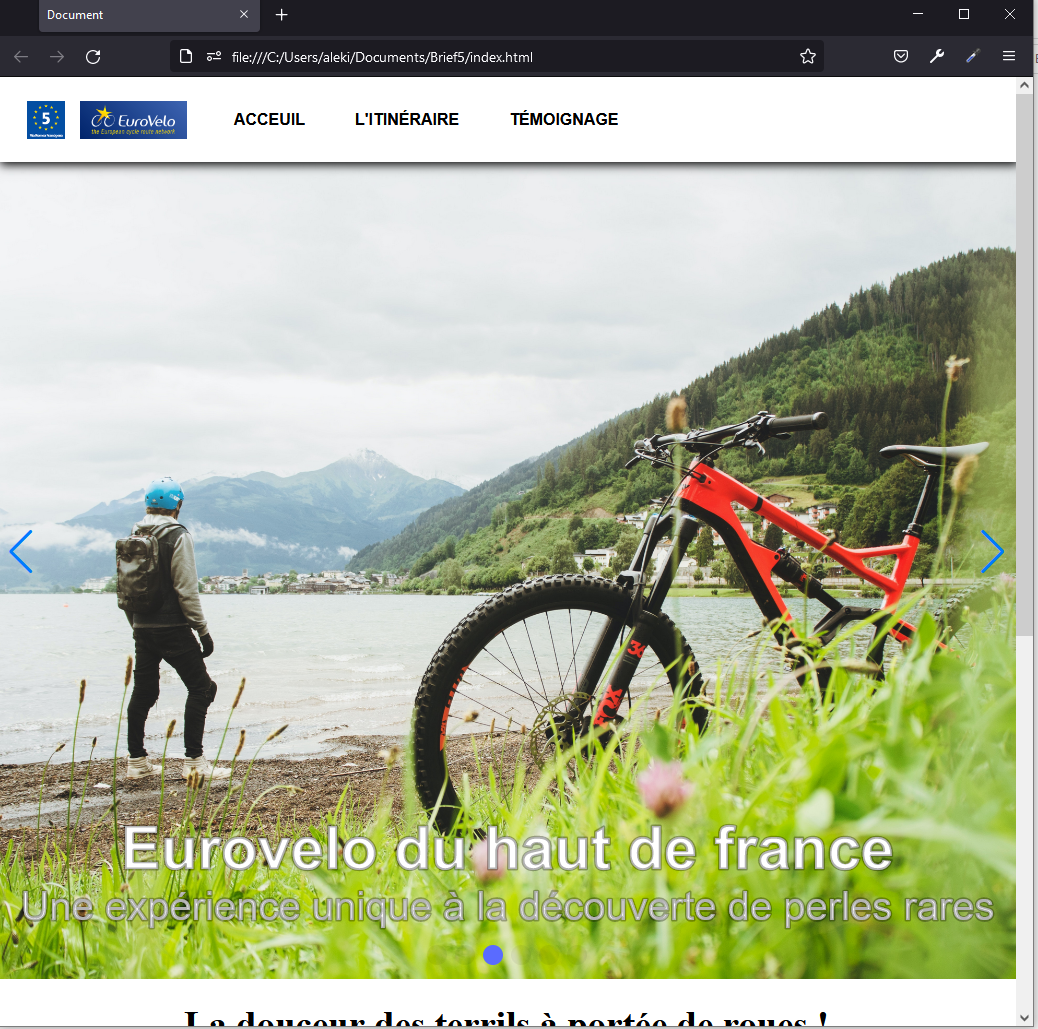 Document
file:///C:/Users/aleki/Documents/Brief5/index.html
5
EuroVelo
the European cycle route network
ACCEUIL
L'ITINÉRAIRE
TÉMOIGNAGE
Eurovelo du haut de france
Une expérience unique à la découverte de perles rares
La douceur des terrils à portée de roues !